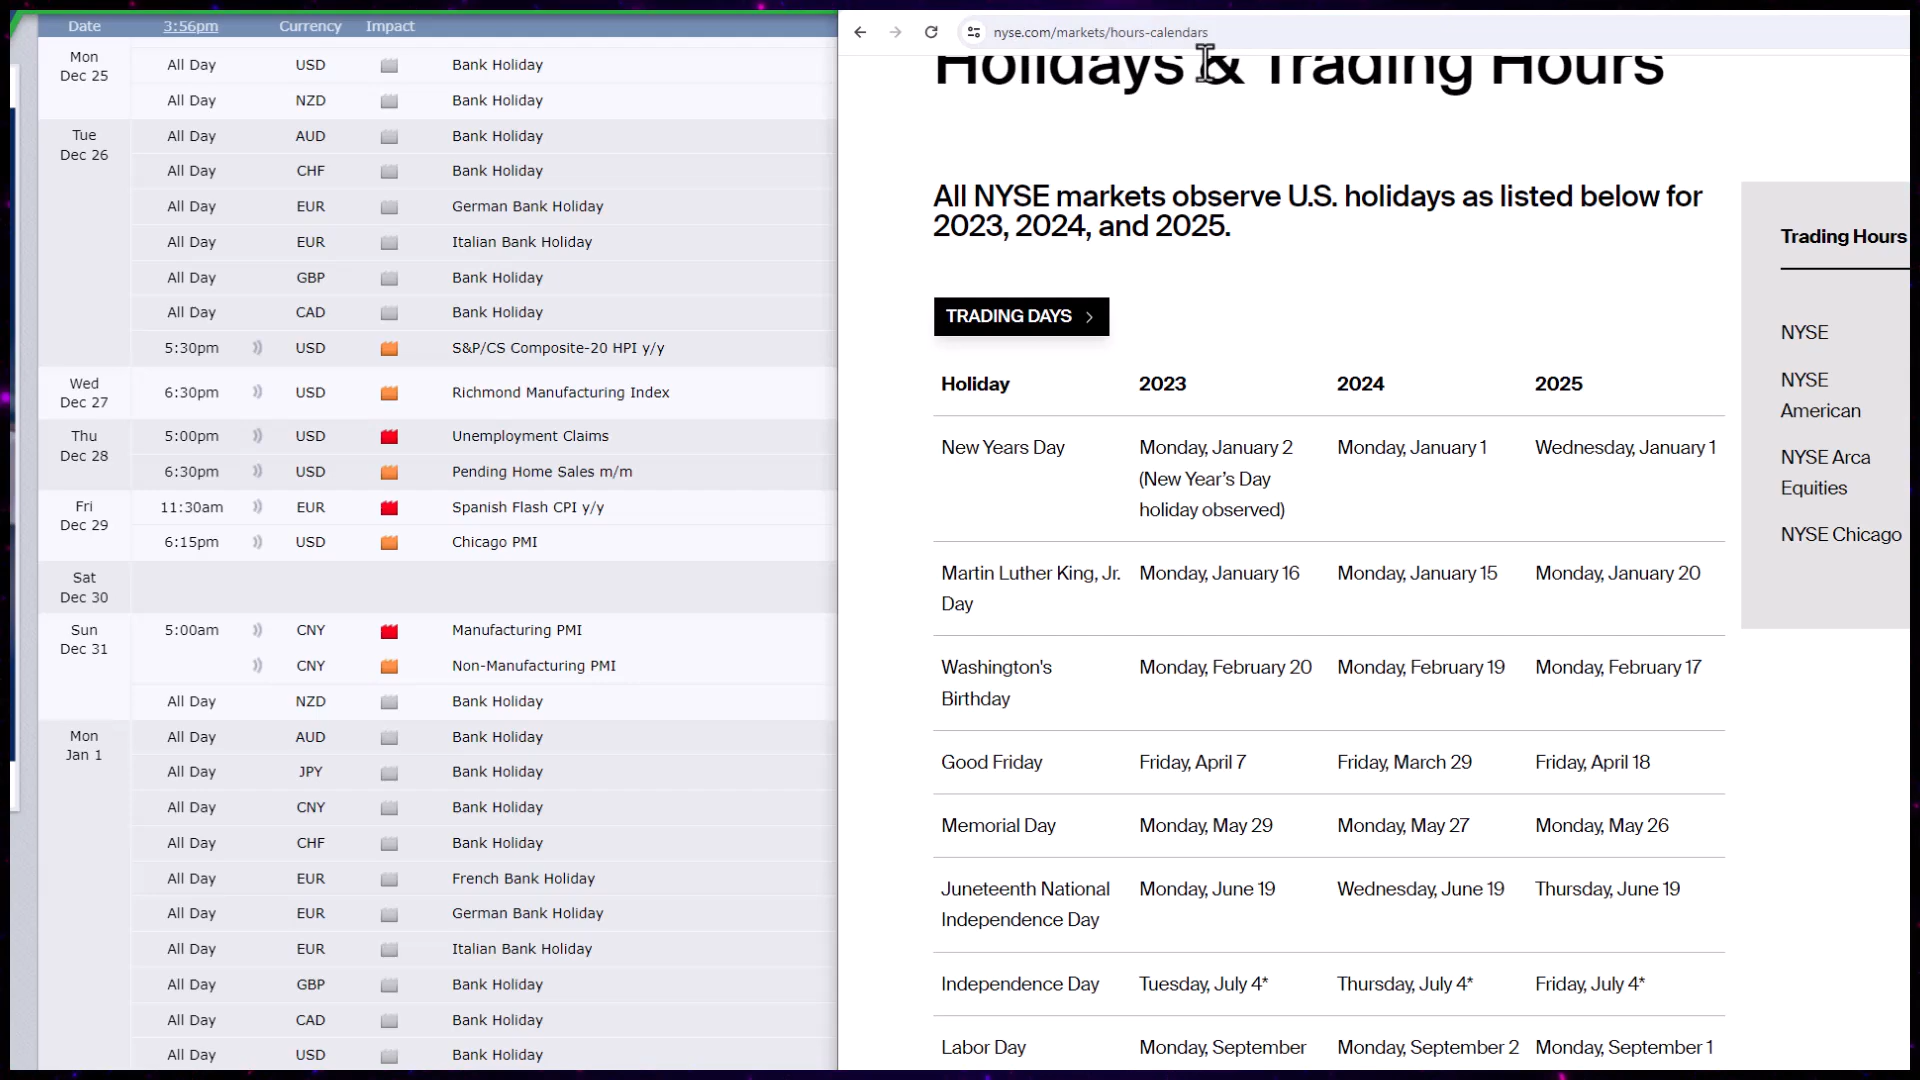 Date 3:56pm Currency Impact
Mon
Dec 25
All Day USD Bank Holiday
All Day NZD Bank Holiday
Tue
Dec 26
All Day AUD Bank Holiday
All Day CHF Bank Holiday
All Day EUR German Bank Holiday
All Day EUR Italian Bank Holiday
All Day GBP Bank Holiday
All Day CAD Bank Holiday
5:30pm USD S&P/CS Composite-20 HPI y/y
Wed
Dec 27
6:30pm USD Richmond Manufacturing Index
Thu
Dec 28
5:00pm USD Unemployment Claims
6:30pm USD Pending Home Sales m/m
Fri
Dec 29
11:30am EUR Spanish Flash CPI y/y
6:15pm USD Chicago PMI
Sat
Dec 30
Sun
Dec 31
5:00am CNY Manufacturing PMI
CNY Non-Manufacturing PMI
All Day NZD Bank Holiday
Mon
Jan 1
All Day AUD Bank Holiday
All Day JPY Bank Holiday
All Day CNY Bank Holiday
All Day CHF Bank Holiday
All Day EUR French Bank Holiday
All Day EUR German Bank Holiday
All Day EUR Italian Bank Holiday
All Day GBP Bank Holiday
All Day CAD Bank Holiday
All Day USD Bank Holiday
nyse.com/markets/hours-calendars
Holidays & Trading Hours
All NYSE markets observe U.S. holidays as listed below for
2023, 2024, and 2025.
TRADING DAYS
Holiday 2023 2024 2025
New Years Day Monday, January 2 Monday, January 1 Wednesday, January 1
(New Year's Day
holiday observed)
Martin Luther King, Jr. Monday, January 16 Monday, January 15 Monday, January 20
Day
Washington's Monday, February 20 Monday, February 19 Monday, February 17
Birthday
Good Friday Friday, April 7 Friday, March 29 Friday, April 18
Memorial Day Monday, May 29 Monday, May 27 Monday, May 26
Juneteenth National Monday, June 19 Wednesday, June 19 Thursday, June 19
Independence Day
Independence Day Tuesday, July 4* Thursday, July 4* Friday, July 4*
Labor Day Monday, September Monday, September 2 Monday, September 1
Trading Hours
NYSE
NYSE
American
NYSE Arca
Equities
NYSE Chicago